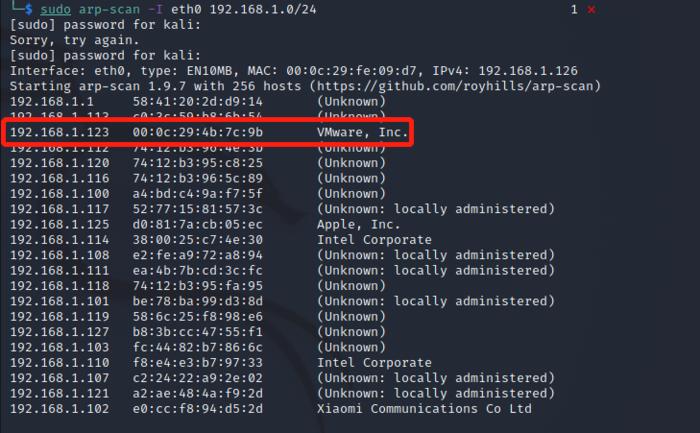 $ sudo arp-scan -I eth0 192.168.1.0/24 1 ×
[sudo] password for kali:
Sorry, try again.
[sudo] password for kali:
Interface: eth0, type: EN10MB, MAC: 00:0c:29:fe:09:d7, IPv4: 192.168.1.126
Starting arp-scan 1.9.7 with 256 hosts (https://github.com/royhills/arp-scan)
192.168.1.1 58:41:20:2d:d9:14 (Unknown)
192.168.1.113 c0:3c:59:b8:6b:54 (Unknown)
192.168.1.123 00:0c:29:4b:7c:9b VMware, Inc.
192.168.1.112 74:12:b3:96:4e:3b (Unknown)
192.168.1.120 74:12:b3:95:c8:25 (Unknown)
192.168.1.116 74:12:b3:96:5c:89 (Unknown)
192.168.1.100 a4:bd:c4:9a:f7:5f (Unknown)
192.168.1.117 52:77:15:81:57:3c (Unknown: locally administered)
192.168.1.125 d0:81:7a:cb:05:ec Apple, Inc.
192.168.1.114 38:00:25:c7:4e:30 Intel Corporate
192.168.1.108 e2:fe:a9:72:a8:94 (Unknown: locally administered)
192.168.1.111 ea:4b:7b:cd:3c:fc (Unknown: locally administered)
192.168.1.118 74:12:b3:95:fa:95 (Unknown)
192.168.1.101 be:78:ba:99:d3:8d (Unknown: locally administered)
192.168.1.119 58:6c:25:f8:98:e6 (Unknown)
192.168.1.127 b8:3b:cc:47:55:f1 (Unknown)
192.168.1.103 fc:44:82:b7:86:6c (Unknown)
192.168.1.110 f8:e4:e3:b7:97:33 Intel Corporate
192.168.1.107 c2:24:22:a9:2e:02 (Unknown: locally administered)
192.168.1.121 a2:ae:48:4a:f9:2d (Unknown: locally administered)
192.168.1.102 e0:cc:f8:94:d5:2d Xiaomi Communications Co Ltd